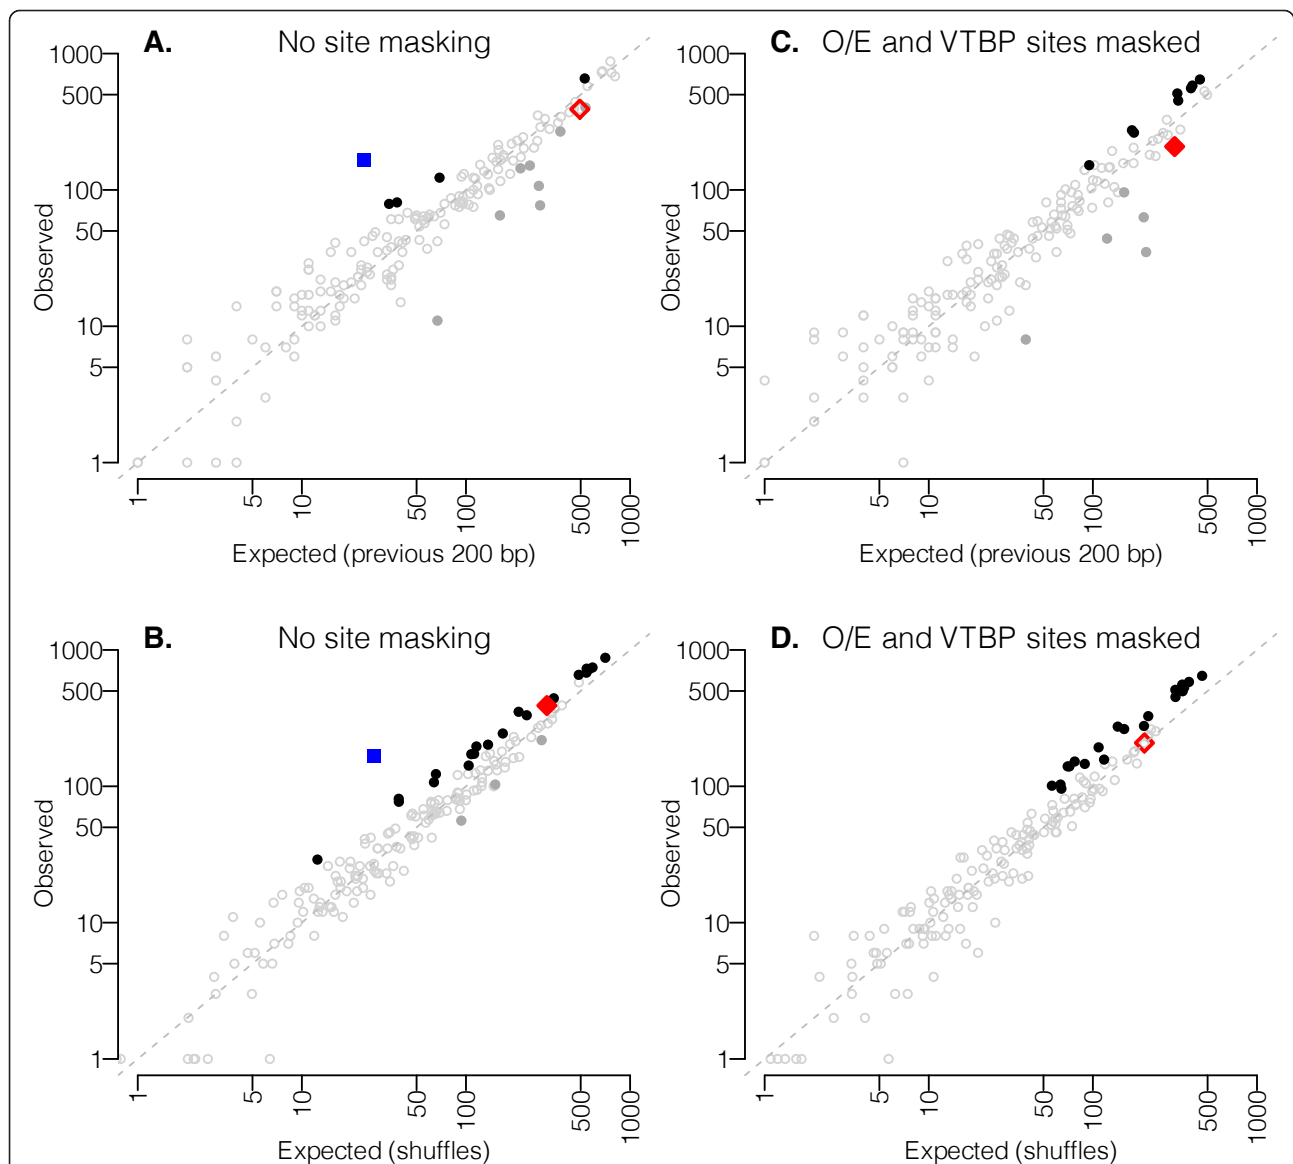 A. No site masking
1000
500
100
50
10
5
1
Observed
1 5 10 50 100 500 1000
Expected (previous 200 bp)
C. O/E and VTBP sites masked
1000
500
100
50
10
5
1
Observed
1 5 10 50 100 500 1000
Expected (previous 200 bp)
B. No site masking
1000
500
100
50
10
5
1
Observed
1 5 10 50 100 500 1000
Expected (shuffles)
D. O/E and VTBP sites masked
1000
500
100
50
10
5
1
Observed
1 5 10 50 100 500 1000
Expected (shuffles)